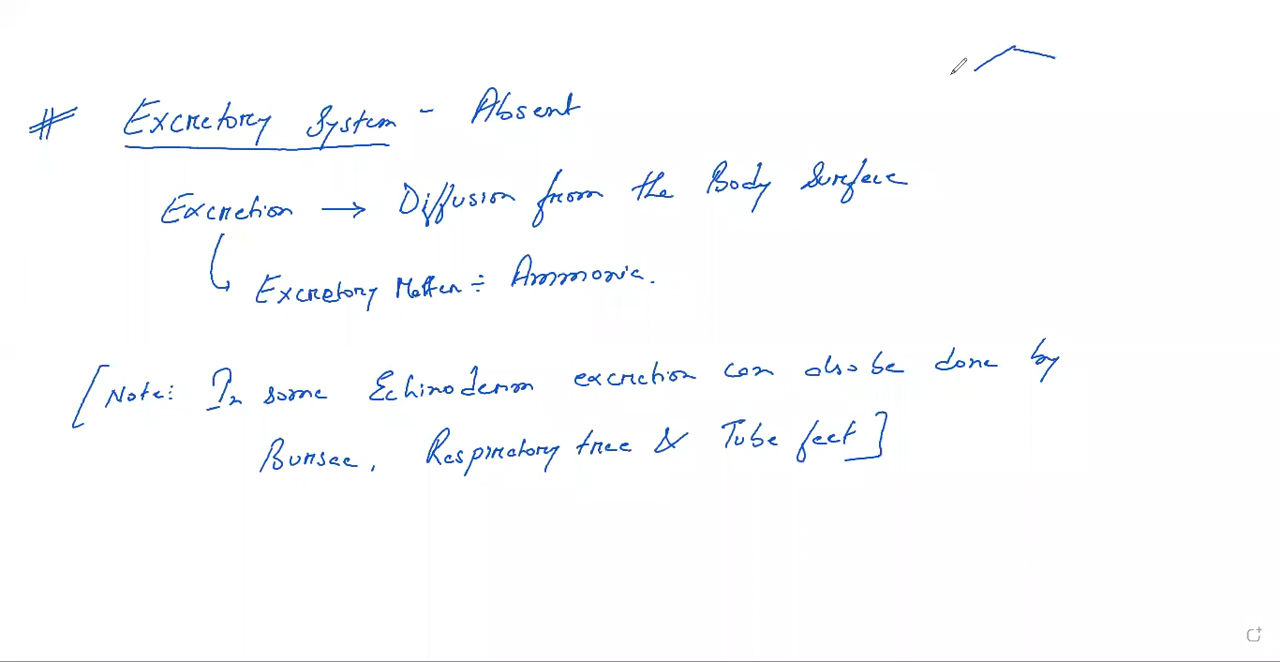 # Excretory System - Absent
Excretion → Diffusion from the Body Surface
Excretory Matter ÷ Ammonia.
[Note: In some Echinoderm excretion can also be done by
Bursae, Respiratory tree & Tube feet]